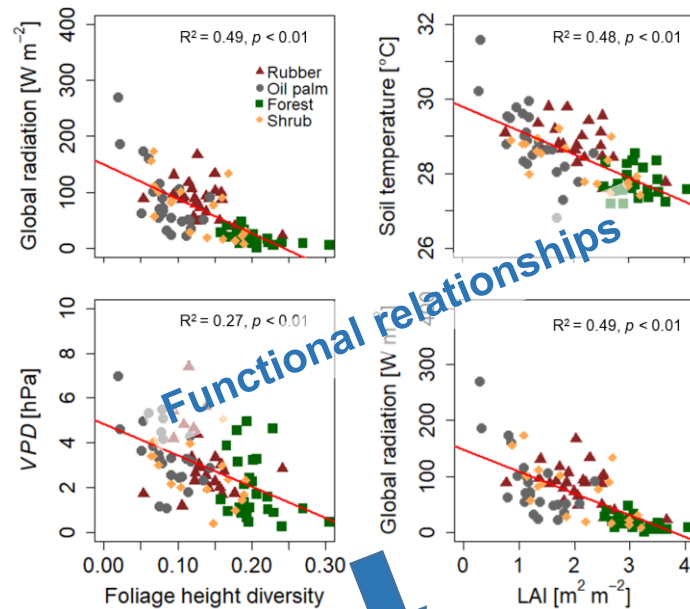 Global radiation [W m⁻²]
400
300
200
100
0
R² = 0.49, p < 0.01
Rubber
Oil palm
Forest
Shrub
Soil temperature [°C]
32
30
28
26
R² = 0.48, p < 0.01
VPD [hPa]
10
8
6
4
2
0
R² = 0.27, p < 0.01
Functional relationships
Global radiation [W m⁻²]
300
200
100
0
R² = 0.49, p < 0.01
0.00
0.10
0.20
0.30
Foliage height diversity
0
1
2
3
4
LAI [m² m⁻²]